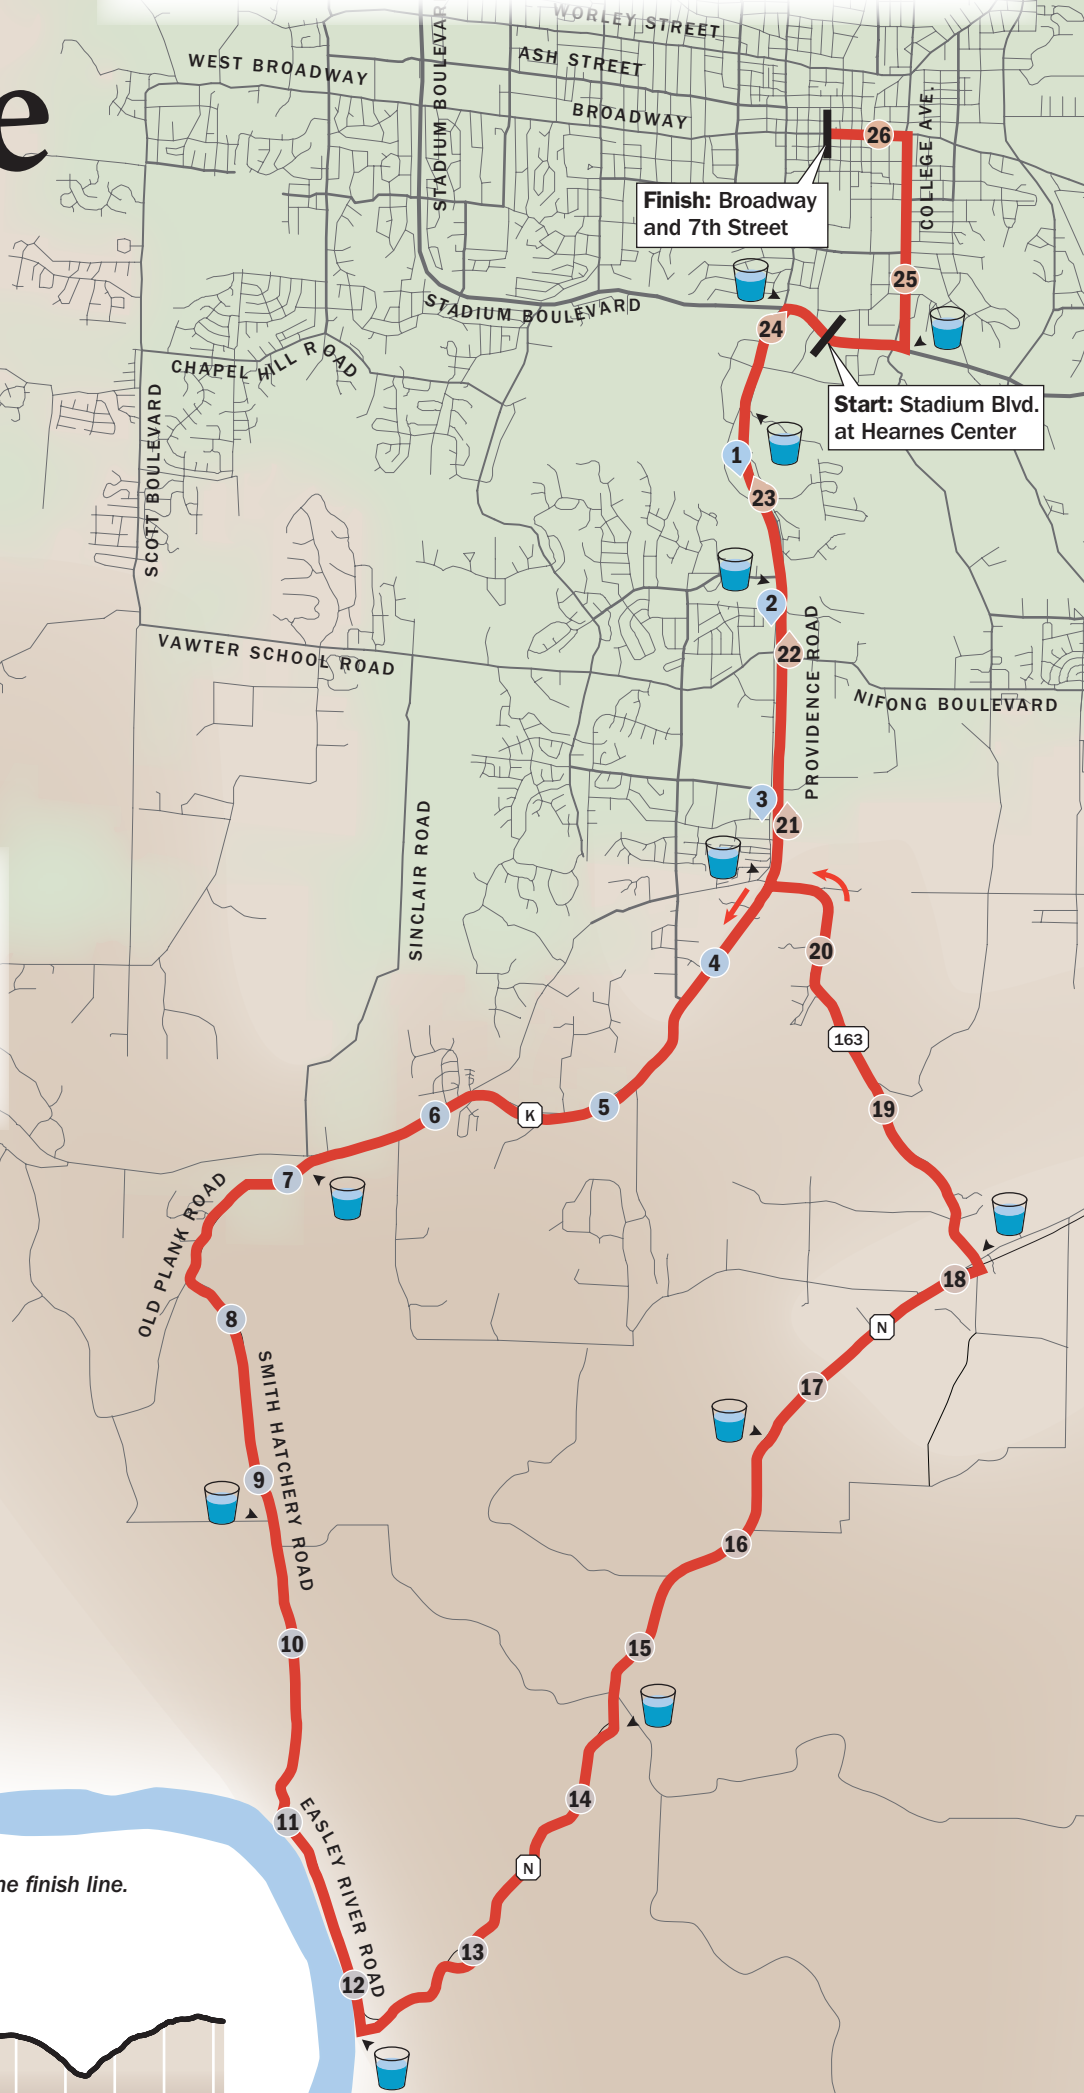 WORLEY STREET
WEST BROADWAY
ASH STREET
BROADWAY
STADIUM BOULEVAR
COLLEGE AVE.
e
26
Finish: Broadway
and 7th Street
25
STADIUM BOULEVARD
24
CHAPEL HILL ROAD
Start: Stadium Blvd.
at Hearnes Center
SCOTT BOULEVARD
1
23
2
22
PROVIDENCE ROAD
VAWTER SCHOOL ROAD
NIFONG BOULEVARD
3
21
SINCLAIR ROAD
4
20
163
19
5
K
6
7
OLD PLANK ROAD
8
18
N
17
SMITH HATCHERY ROAD
9
16
10
15
14
11
EASLEY RIVER ROAD
N
13
12
he finish line.